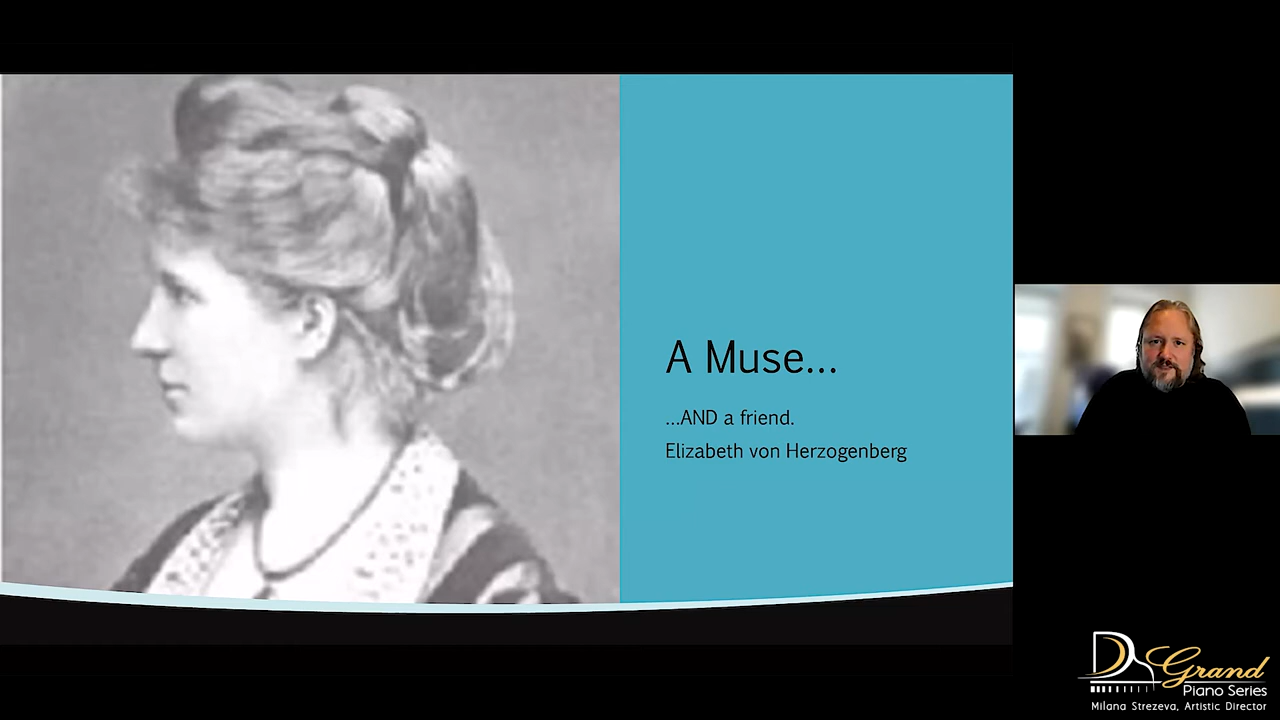 A Muse...
...AND a friend.
Elizabeth von Herzogenberg
Grand
Piano Series
Milana Strezeva, Artistic Director